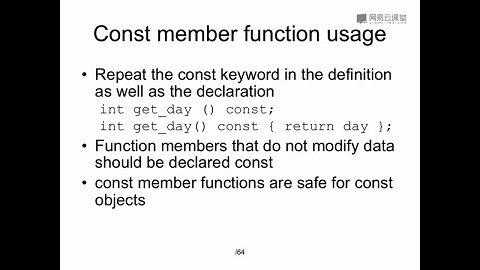 网易云课堂
study.163.com
Const member function usage
• Repeat the const keyword in the definition
as well as the declaration
int get_day () const;
int get_day() const { return day };
• Function members that do not modify data
should be declared const
• const member functions are safe for const
objects
/64